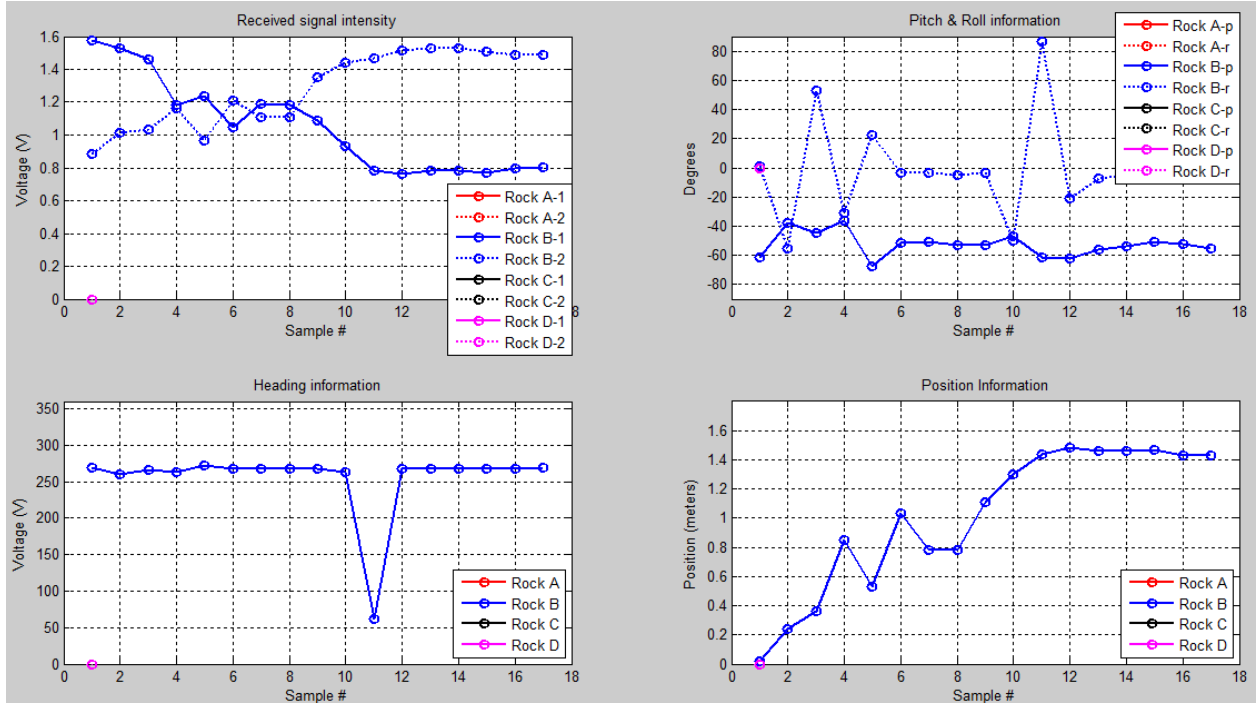 Received signal intensity
Voltage (V)
1.6
1.4
1.2
1
0.8
0.6
0.4
0.2
0
0 2 4 6 8 10 12 14 16 18
Sample #
Rock A-1
Rock A-2
Rock B-1
Rock B-2
Rock C-1
Rock C-2
Rock D-1
Rock D-2
Pitch & Roll information
Degrees
80
60
40
20
0
-20
-40
-60
-80
0 2 4 6 8 10 12 14 16 18
Sample #
Rock A-p
Rock A-r
Rock B-p
Rock B-r
Rock C-p
Rock C-r
Rock D-p
Rock D-r
Heading information
Voltage (V)
350
300
250
200
150
100
50
0
0 2 4 6 8 10 12 14 16 18
Sample #
Rock A
Rock B
Rock C
Rock D
Position Information
Position (meters)
1.6
1.4
1.2
1
0.8
0.6
0.4
0.2
0
0 2 4 6 8 10 12 14 16 18
Sample #
Rock A
Rock B
Rock C
Rock D